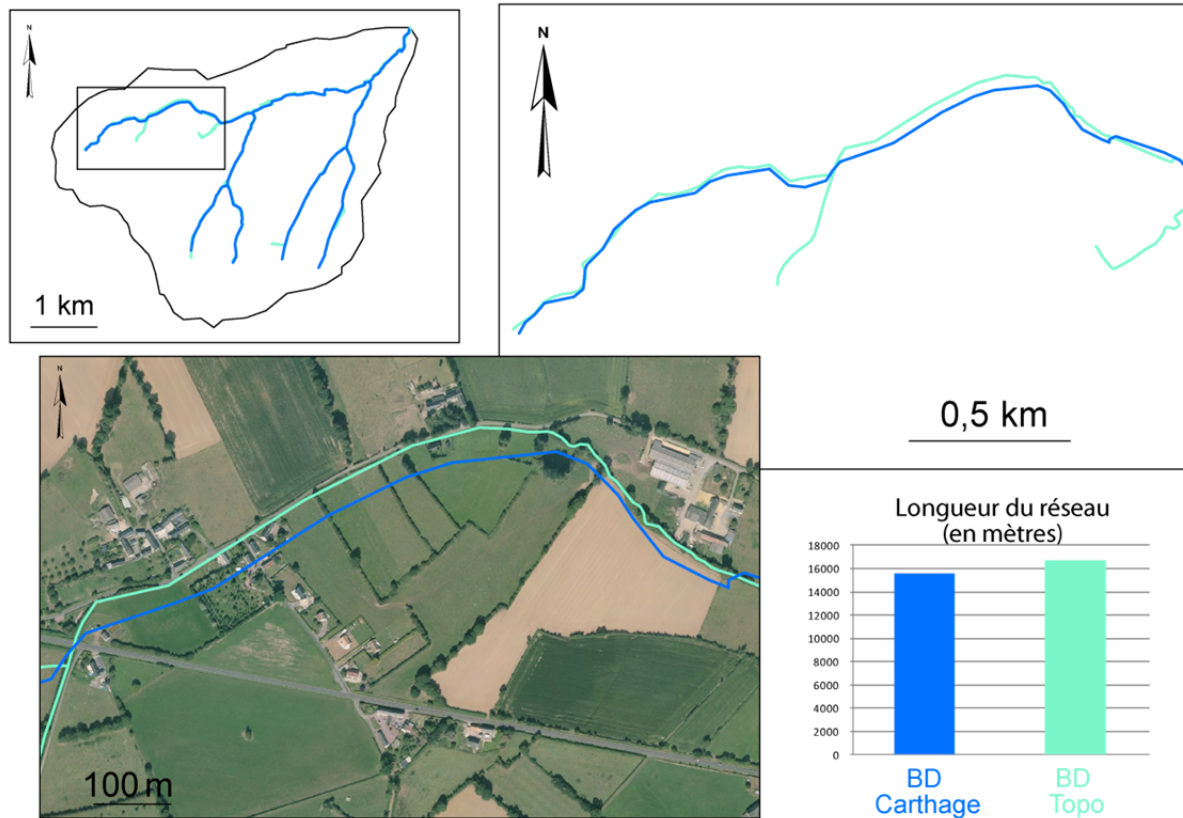 N
1 km
N
0,5 km
N
100 m
Longueur du réseau
(en mètres)
18000
16000
14000
12000
10000
8000
6000
4000
2000
0
BD
Carthage
BD
Topo